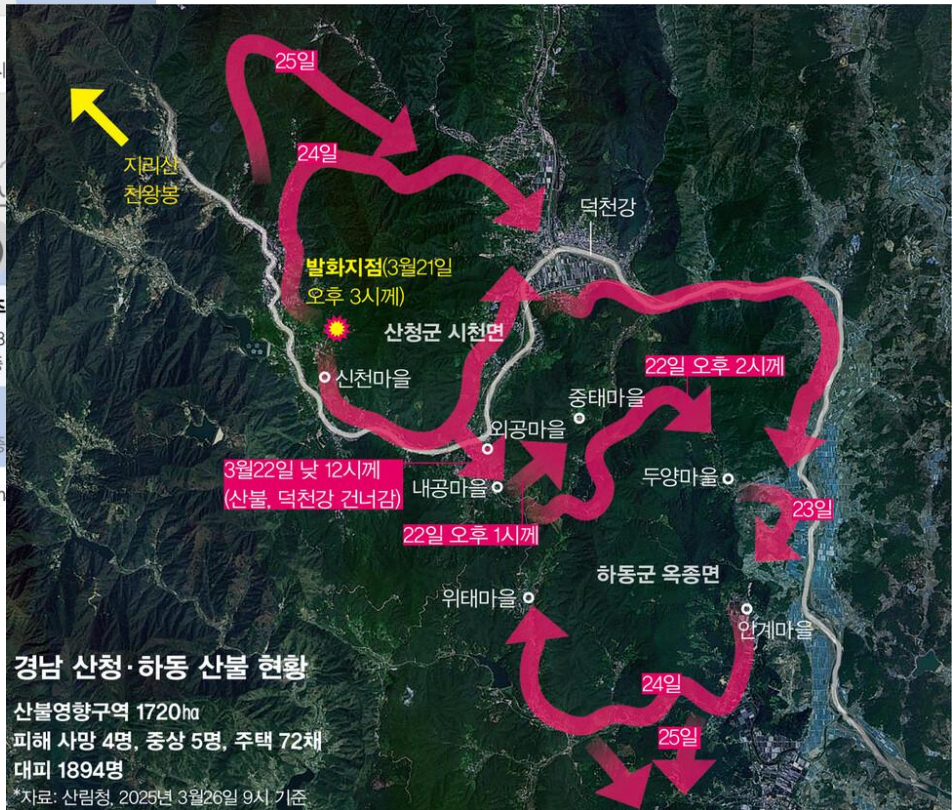 25일
지리산
천왕봉
24일
덕천강
발화지점(3월21일
오후 3시께)
산청군 시천면
신천마을
22일 오후 2시께
중태마을
외공마을
3월22일 낮 12시께
(산불, 덕천강 건너감)
내공마을
두양마을
23일
22일 오후 1시께
하동군 옥종면
위태마을
안계마을
24일
25일
경남 산청·하동 산불 현황
산불영향구역 1720㏊
피해 사망 4명, 중상 5명, 주택 72채
대피 1894명
*자료: 산림청, 2025년 3월26일 9시 기준